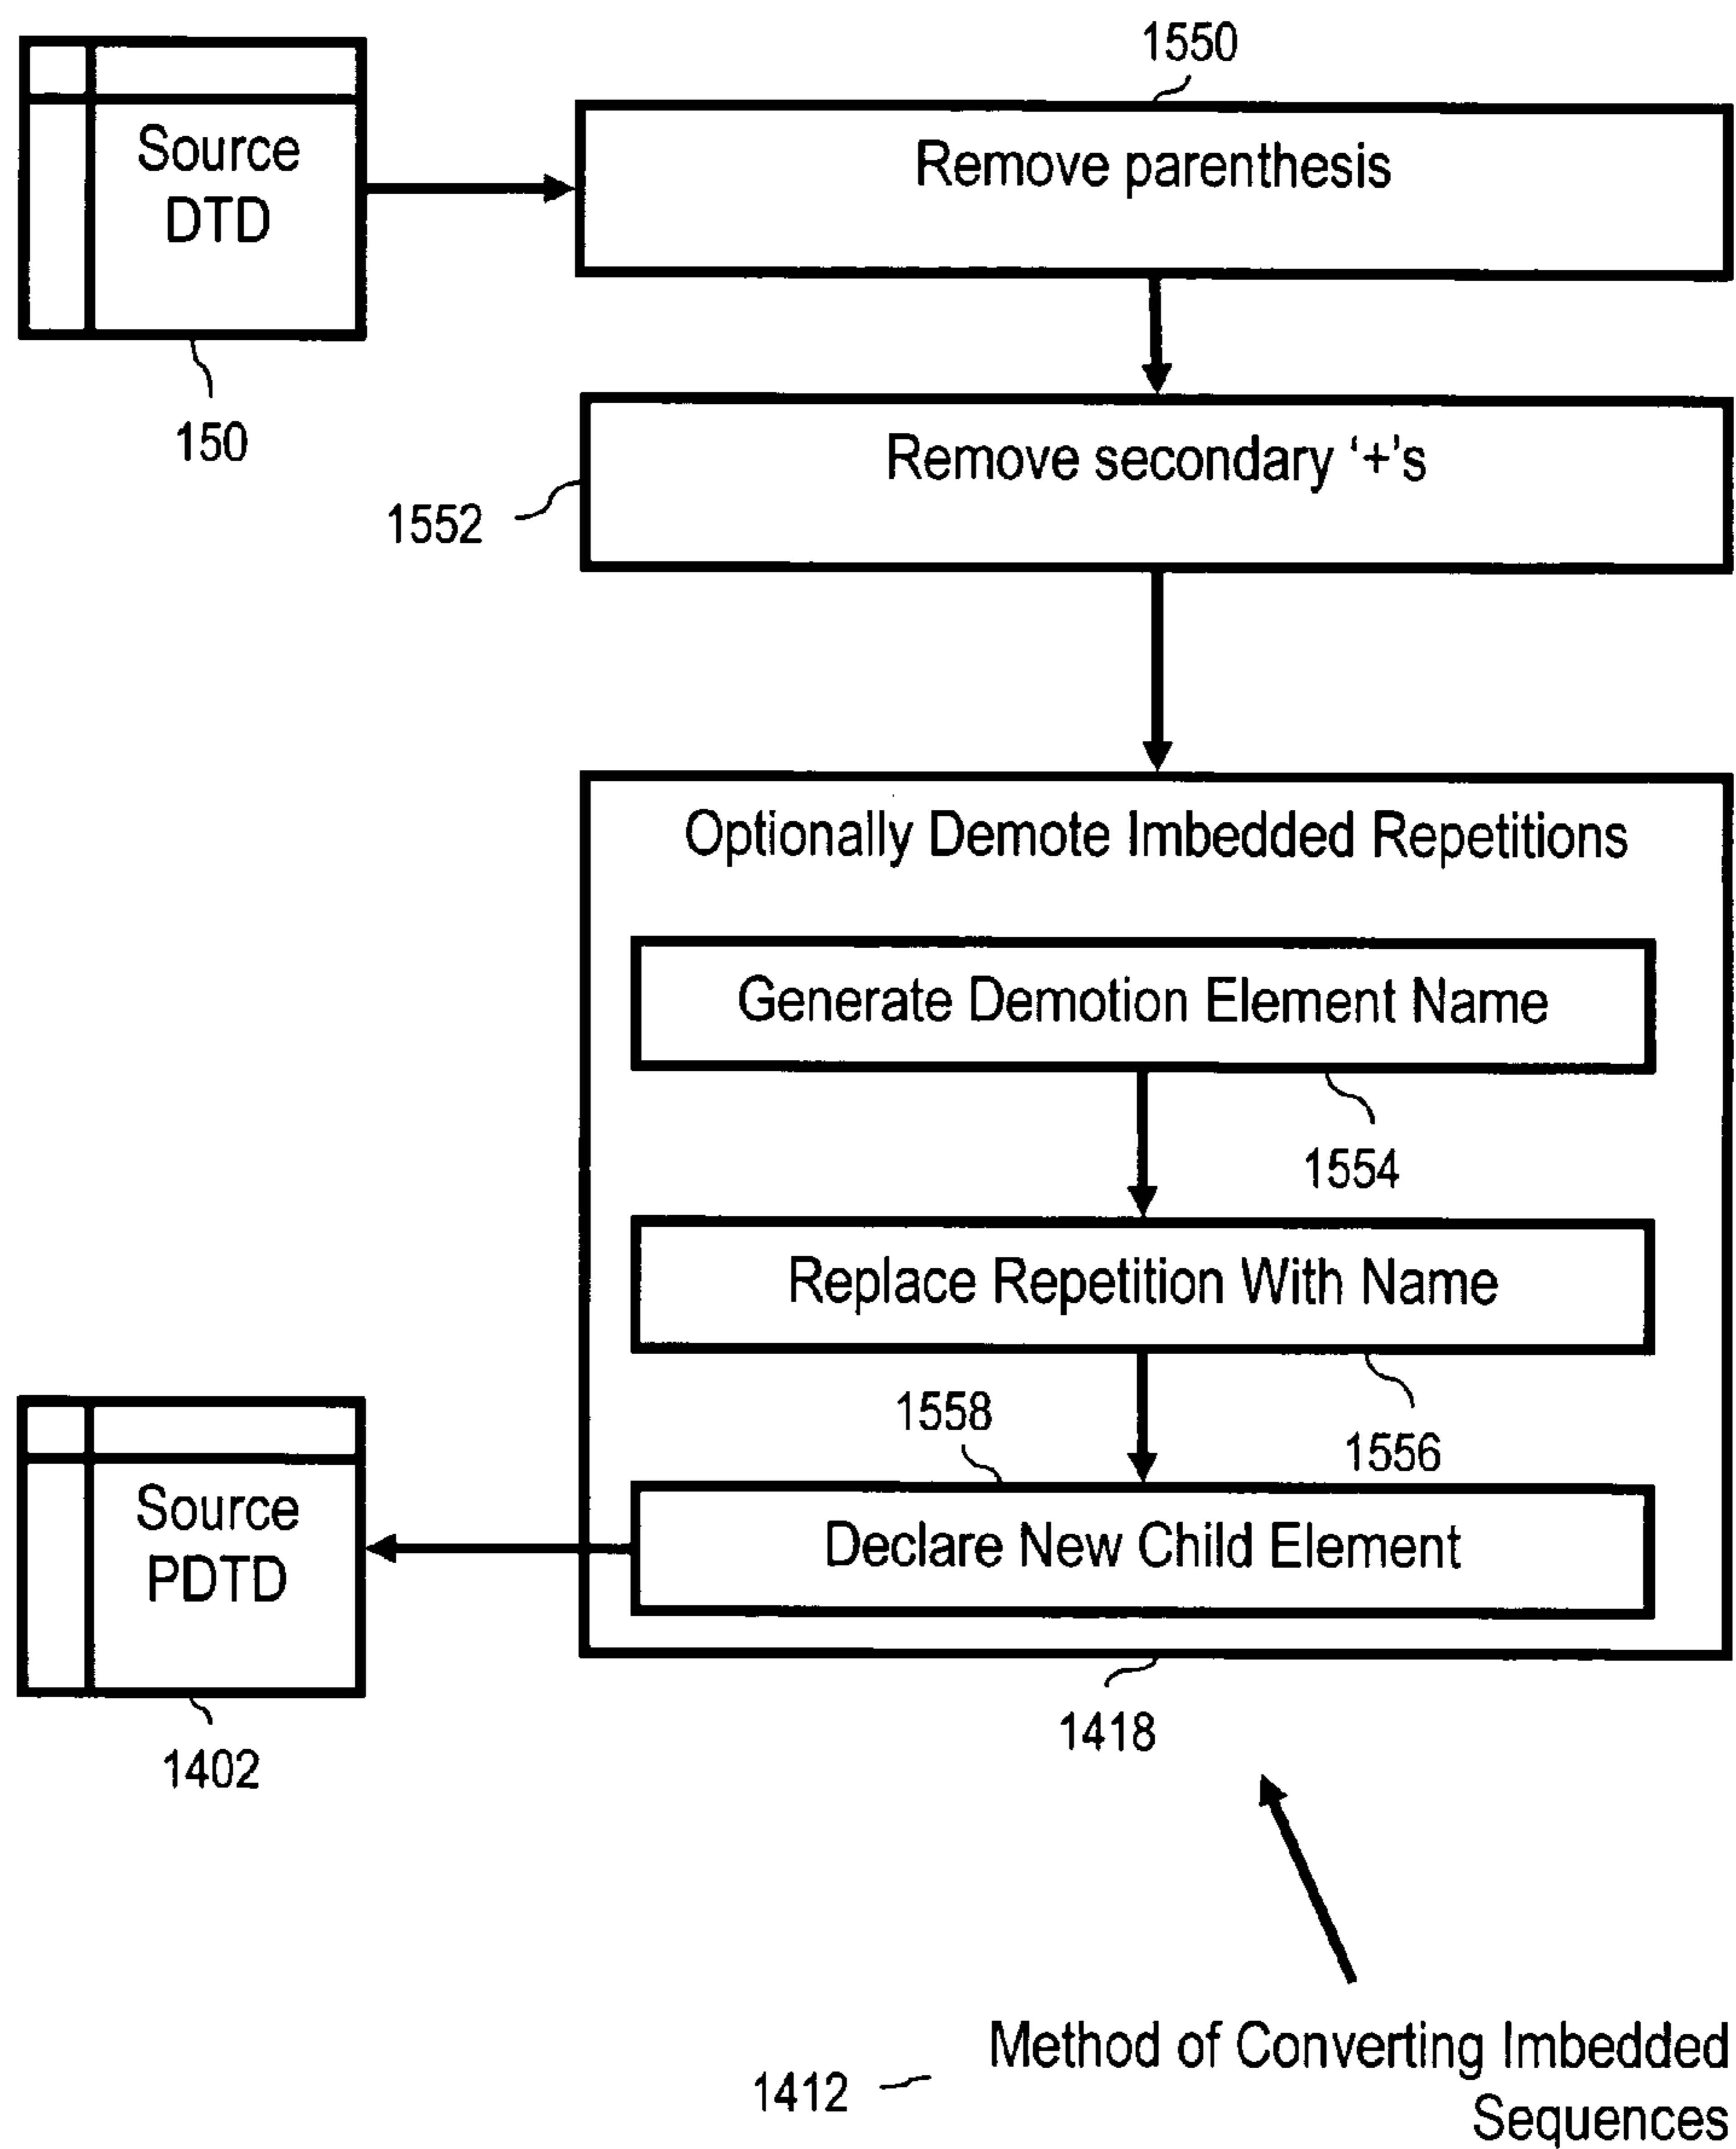 1550
Source
DTD
Remove parenthesis
150
Remove secondary '+'s
1552
Optionally Demote Imbedded Repetitions
Generate Demotion Element Name
1554
Replace Repetition With Name
1556
1558
Declare New Child Element
Source
PDTD
1402
1418
1412
Method of Converting Imbedded
Sequences